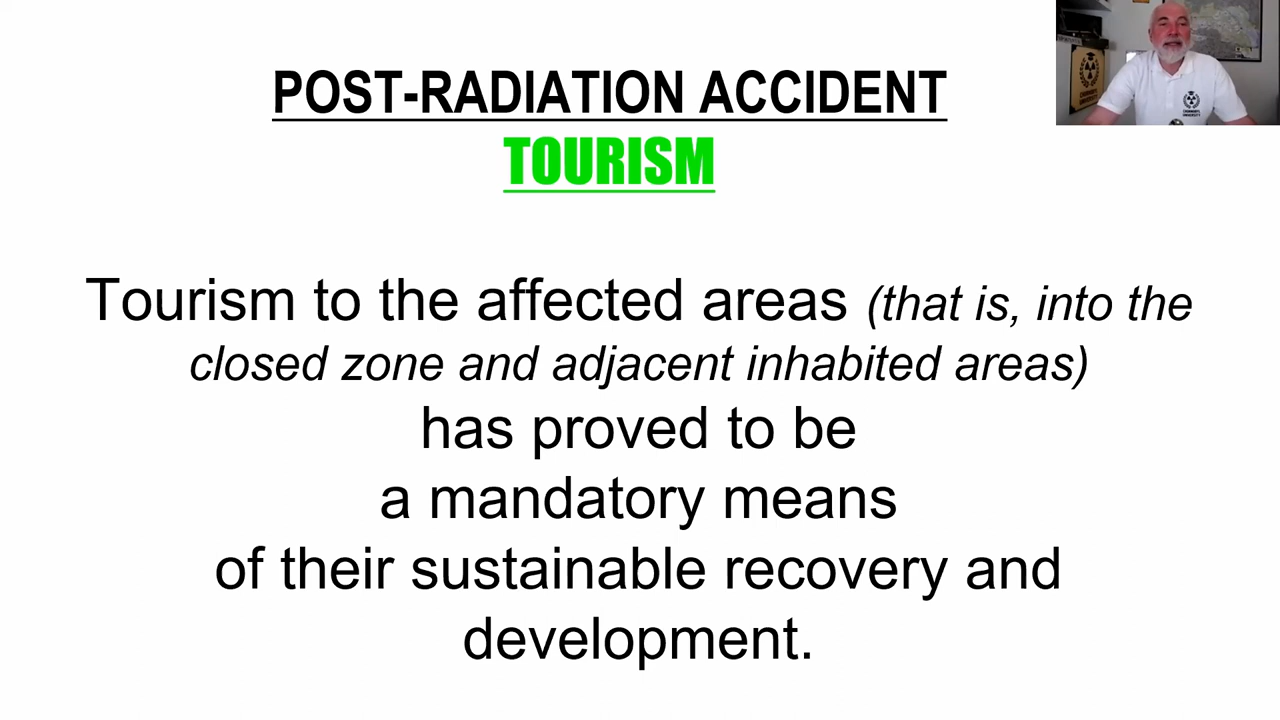 POST-RADIATION ACCIDENT
TOURISM
Tourism to the affected areas (that is, into the
closed zone and adjacent inhabited areas)
has proved to be
a mandatory means
of their sustainable recovery and
development.